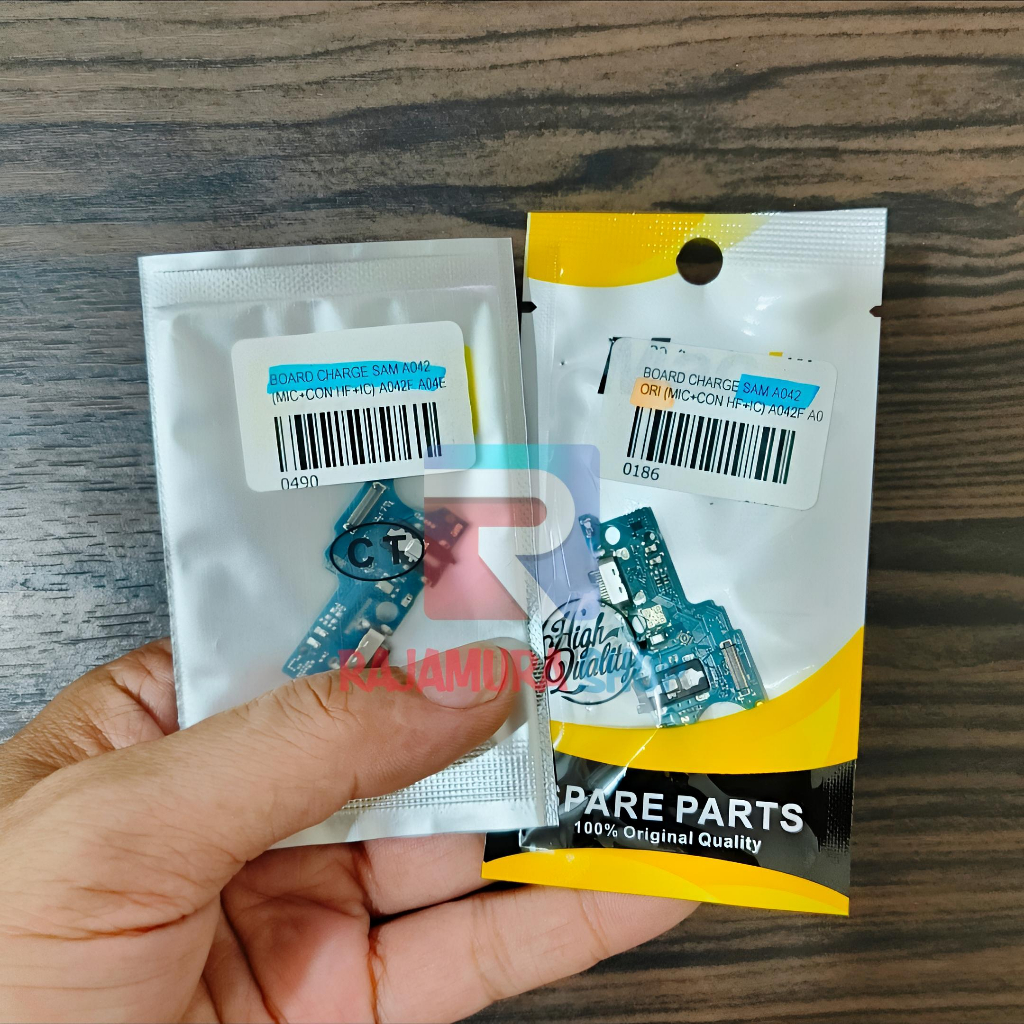 BOARD CHARGE SAM A042
(MIC+CON HF+IC) A042F A04E
0490
CT
BOARD CHARGE SAM A042
ORI (MIC+CON HF+IC) A042F A0
0186
High
Quality
RAJAMURA
SPARE PARTS
100% Original Quality